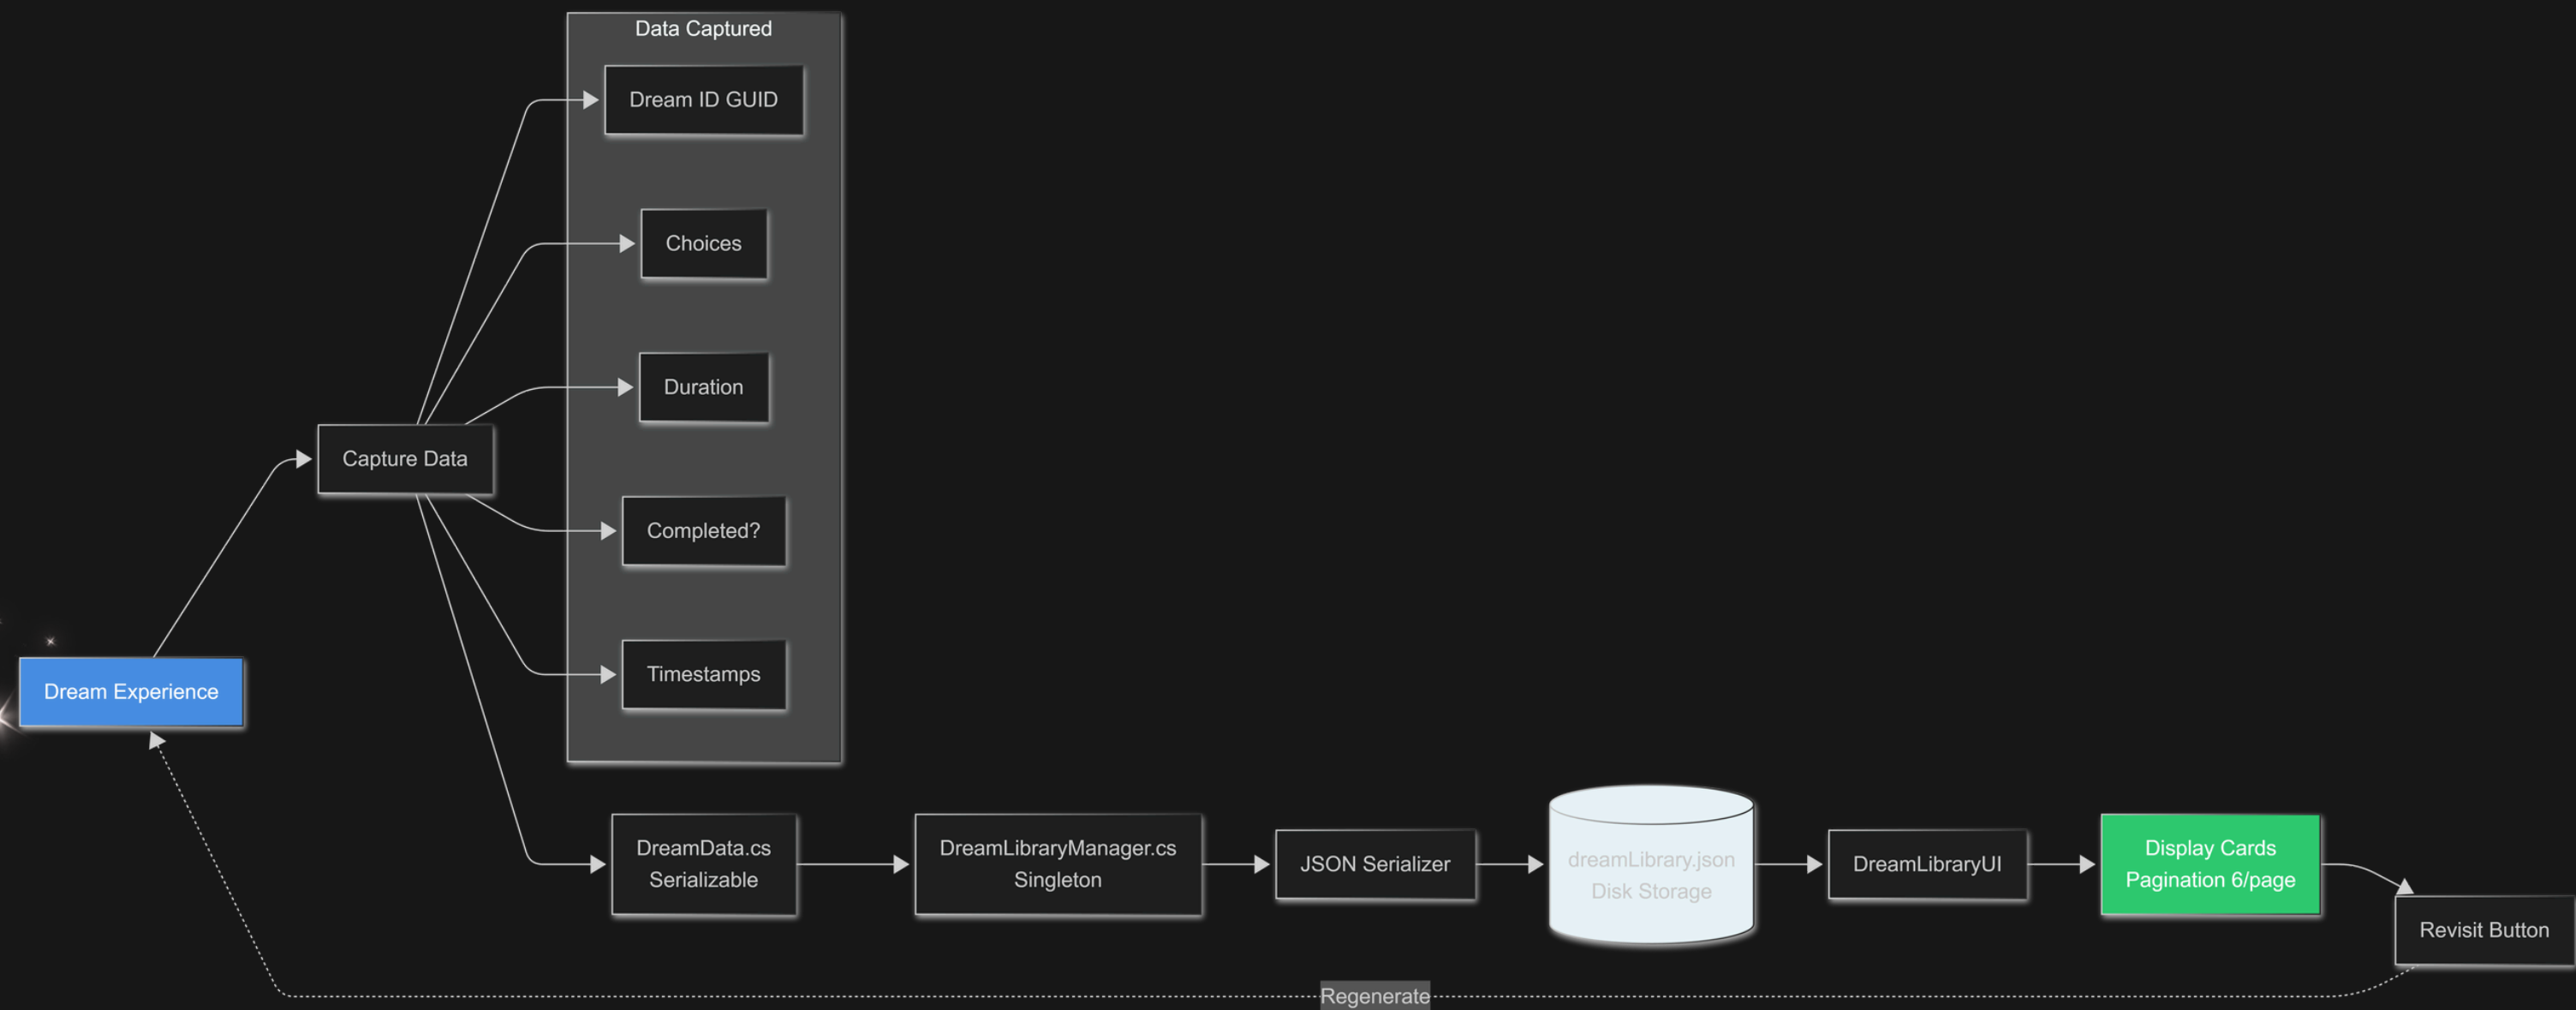 Data Captured
Dream ID GUID
Choices
Duration
Capture Data
Completed?
Timestamps
Dream Experience
DreamData.cs
Serializable
DreamLibraryManager.cs
Singleton
JSON Serializer
dreamLibrary.json
Disk Storage
DreamLibraryUI
Display Cards
Pagination 6/page
Revisit Button
Regenerate